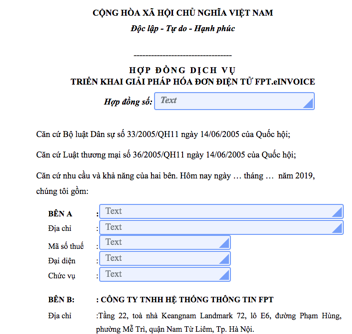 CỘNG HÒA XÃ HỘI CHỦ NGHĨA VIỆT NAM
Độc lập - Tự do - Hạnh phúc
----------------------------------
HỢP ĐỒNG DỊCH VỤ
TRIỂN KHAI GIẢI PHÁP HÓA ĐƠN ĐIỆN TỬ FPT.eINVOICE
Hợp đồng số: Text
Căn cứ Bộ luật Dân sự số 33/2005/QH11 ngày 14/06/2005 của Quốc hội;
Căn cứ Luật thương mại số 36/2005/QH11 ngày 14/06/2005 của Quốc hội;
Căn cứ nhu cầu và khả năng của hai bên. Hôm nay ngày … tháng … năm 2019,
chúng tôi gồm:
BÊN A : Text
Địa chỉ : Text
Mã số thuế : Text
Đại diện : Text
Chức vụ : Text
BÊN B: : CÔNG TY TNHH HỆ THỐNG THÔNG TIN FPT
Địa chỉ :Tầng 22, toà nhà Keangnam Landmark 72, lô E6, đường Phạm Hùng,
phường Mễ Trì, quận Nam Từ Liêm, Tp. Hà Nội.